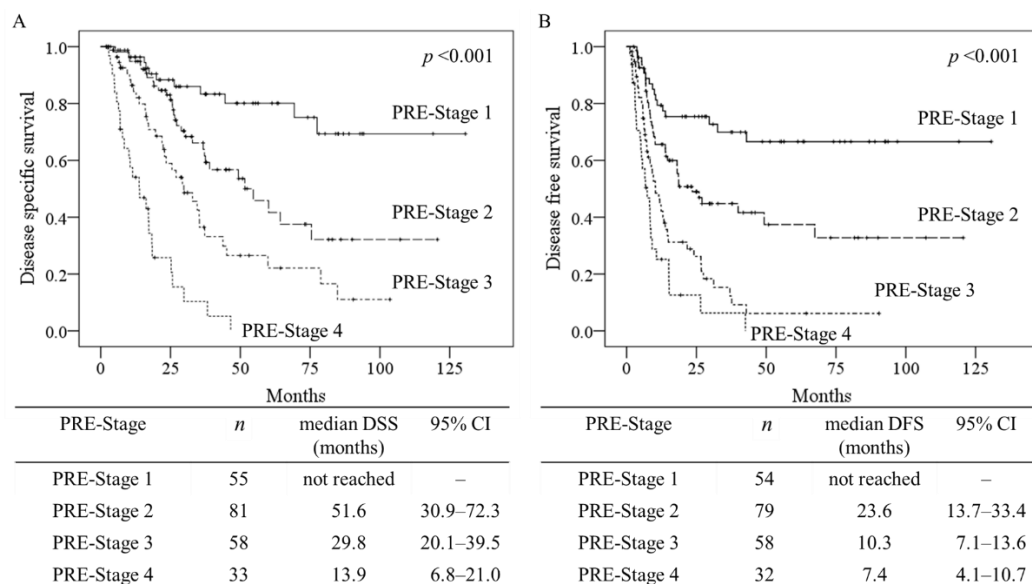 A
Disease specific survival
1.0
0.8
0.6
0.4
0.2
0.0
p <0.001
PRE-Stage 1
PRE-Stage 2
PRE-Stage 3
PRE-Stage 4
0 25 50 75 100 125
Months
PRE-Stage n median DSS (months) 95% CI
PRE-Stage 1 55 not reached –
PRE-Stage 2 81 51.6 30.9–72.3
PRE-Stage 3 58 29.8 20.1–39.5
PRE-Stage 4 33 13.9 6.8–21.0
B
Disease free survival
1.0
0.8
0.6
0.4
0.2
0.0
p <0.001
PRE-Stage 1
PRE-Stage 2
PRE-Stage 3
PRE-Stage 4
0 25 50 75 100 125
Months
PRE-Stage n median DFS (months) 95% CI
PRE-Stage 1 54 not reached –
PRE-Stage 2 79 23.6 13.7–33.4
PRE-Stage 3 58 10.3 7.1–13.6
PRE-Stage 4 32 7.4 4.1–10.7